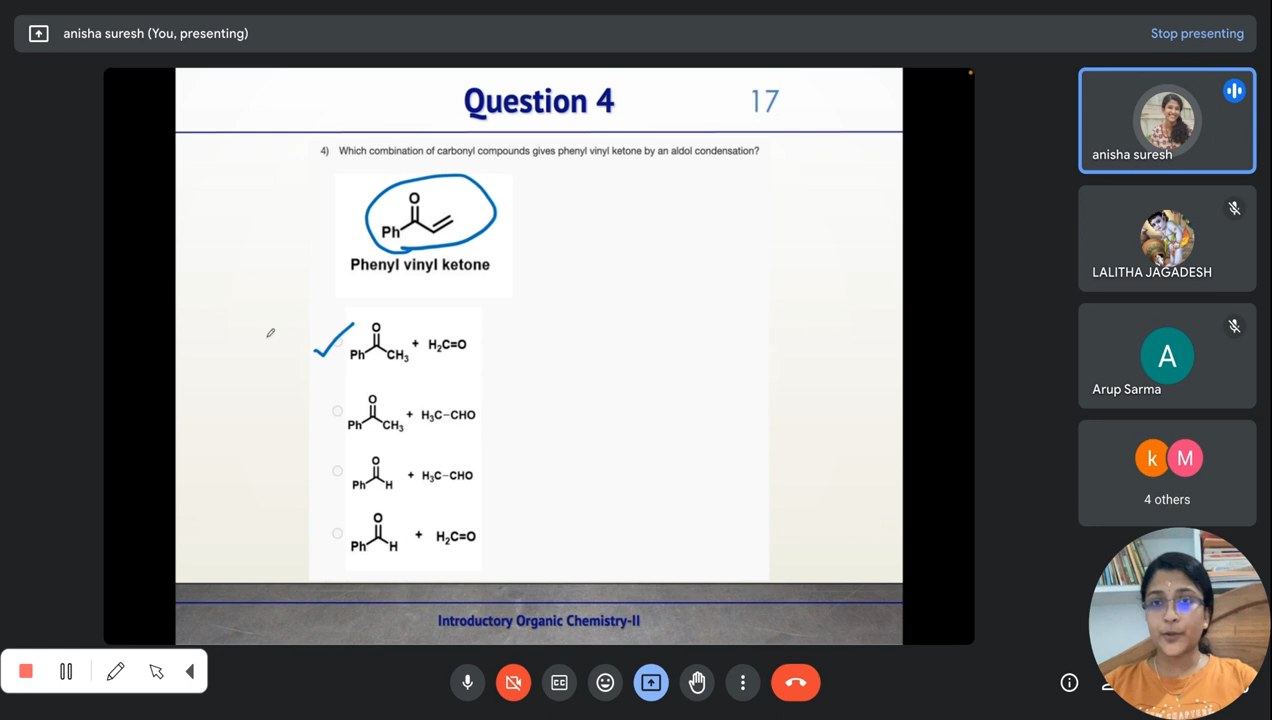 anisha suresh (You, presenting)
Stop presenting
Question 4
17
4) Which combination of carbonyl compounds gives phenyl vinyl ketone by an aldol condensation?
O
Ph
Phenyl vinyl ketone
O
Ph CH3 + H2C=O
O
Ph CH3 + H3C-CHO
O
Ph H + H3C-CHO
O
Ph H + H2C=O
Introductory Organic Chemistry-II
anisha suresh
LALITHA JAGADESH
A
Arup Sarma
k M
4 others